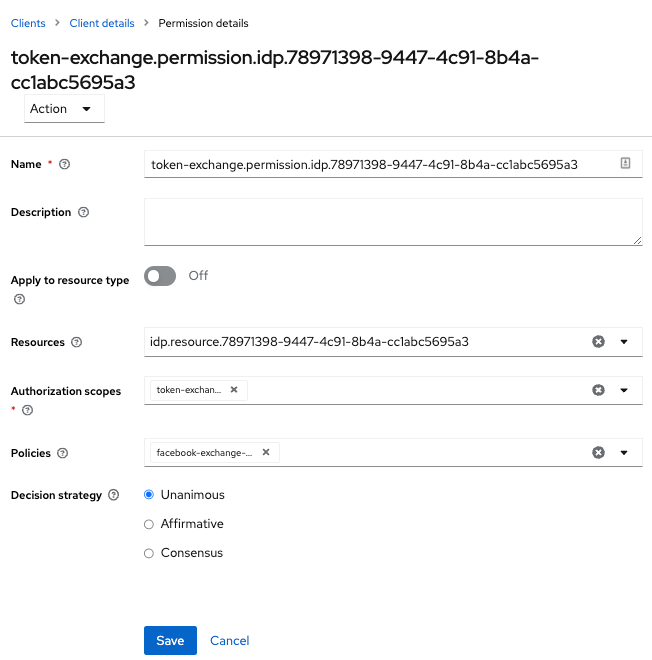 Clients > Client details > Permission details
token-exchange.permission.idp.78971398-9447-4c91-8b4a-
cc1abc5695a3
Action
Name * token-exchange.permission.idp.78971398-9447-4c91-8b4a-cc1abc5695a3
Description
Apply to resource type Off
Resources idp.resource.78971398-9447-4c91-8b4a-cc1abc5695a3
Authorization scopes token-exchan...
*
Policies facebook-exchange-...
Decision strategy Unanimous
Affirmative
Consensus
Save Cancel